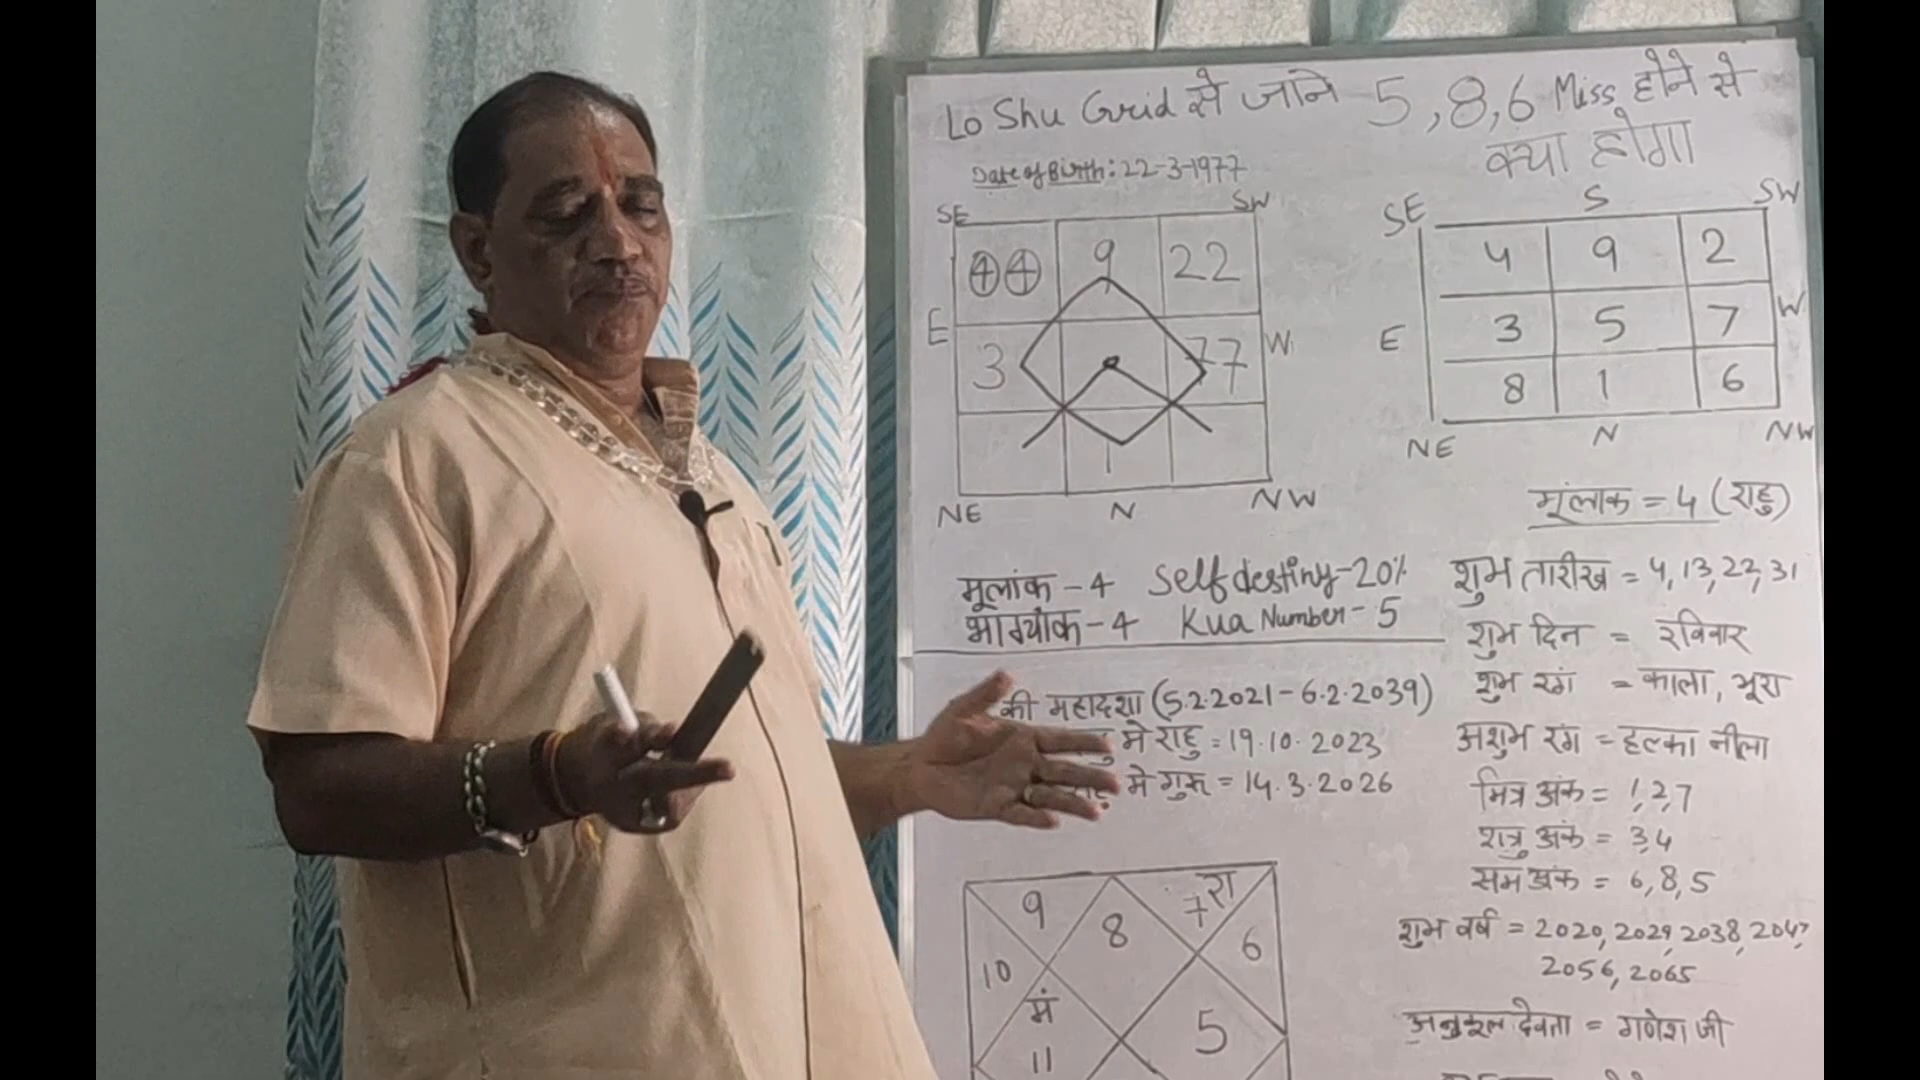 Lo Shu Grid से जाने 5,8,6 Miss होने से
क्या होगा
Date of Birth: 22-3-1977
SE SW
4 4 9 22
E 3 77 W
1
NE N NW
SE S SW
4 9 2
E 3 5 7 W
8 1 6
NE N NW
मूलांक -4 Self destiny-20%
भाग्यांक -4 Kua Number - 5
की महादशा (5.2.2021-6.2.2039)
मे राहु = 19.10.2023
मे गुरू = 14.3.2026
9 8 7 रा 6
10 मं 11 5
मूंलाक = 4 (राहु)
शुभ तारीख = 4,13,22,31
शुभ दिन = रविवार
शुभ रंग = काला, भूरा
अशुभ रंग = हल्का नीला
मित्र अंक = 1,2,7
शत्रु अंक = 3,4
सम अंक = 6,8,5
शुभ वर्ष = 2020,2029,2038,2047,
2056,2065
अनुकूल देवता = गणेश जी